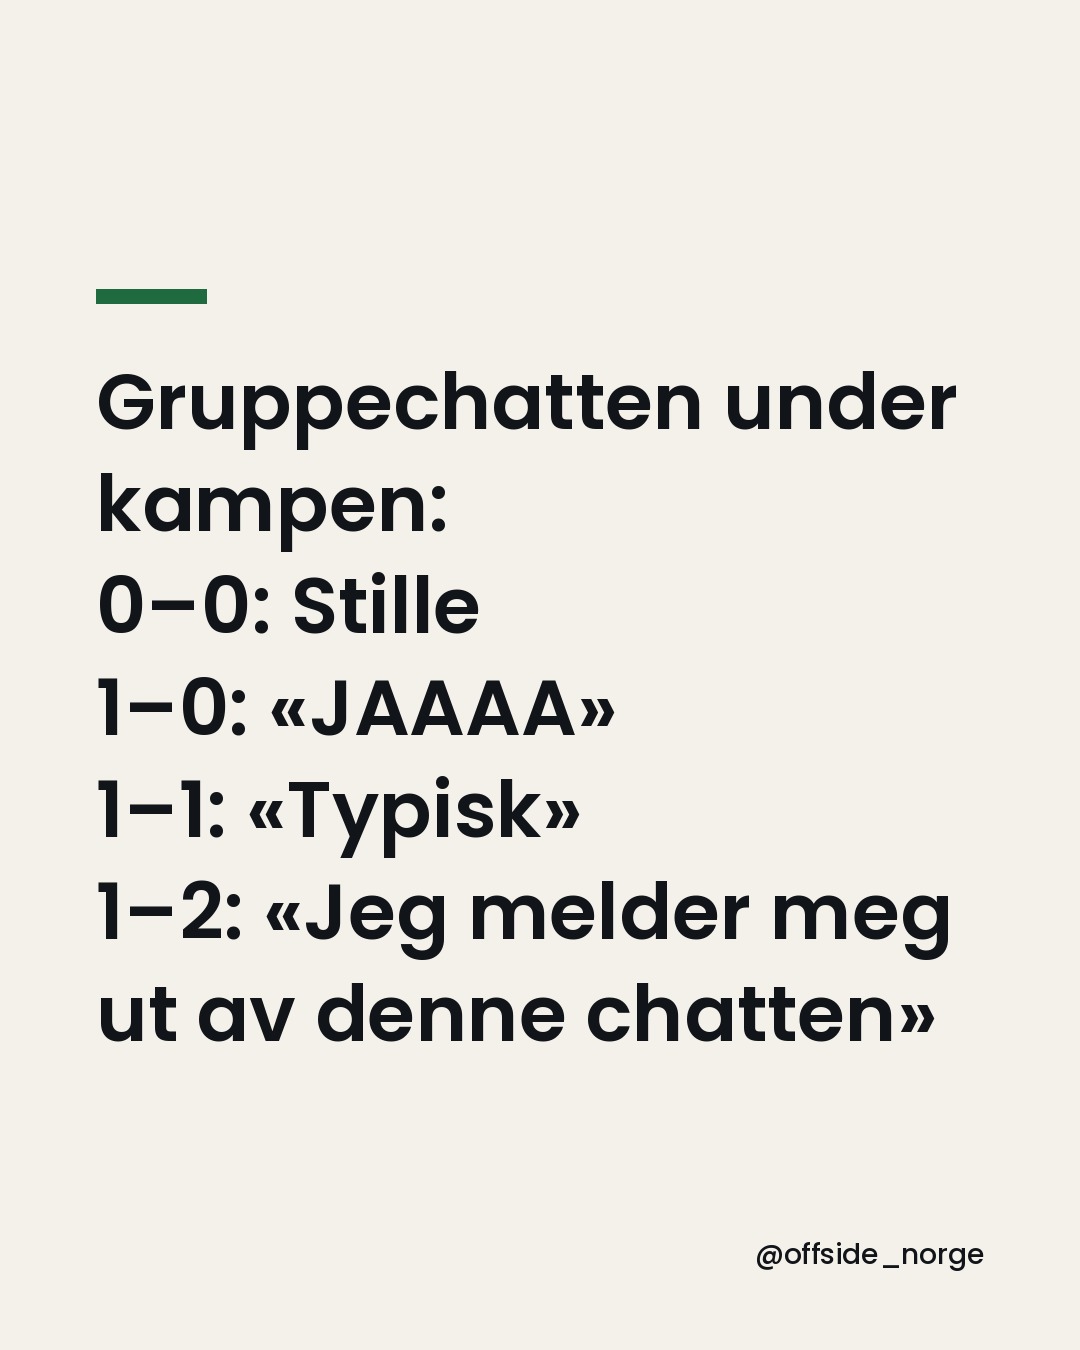 Gruppechatten under
kampen:
0–0: Stille
1–0: «JAAAA»
1–1: «Typisk»
1–2: «Jeg melder meg
ut av denne chatten»
@offside_norge